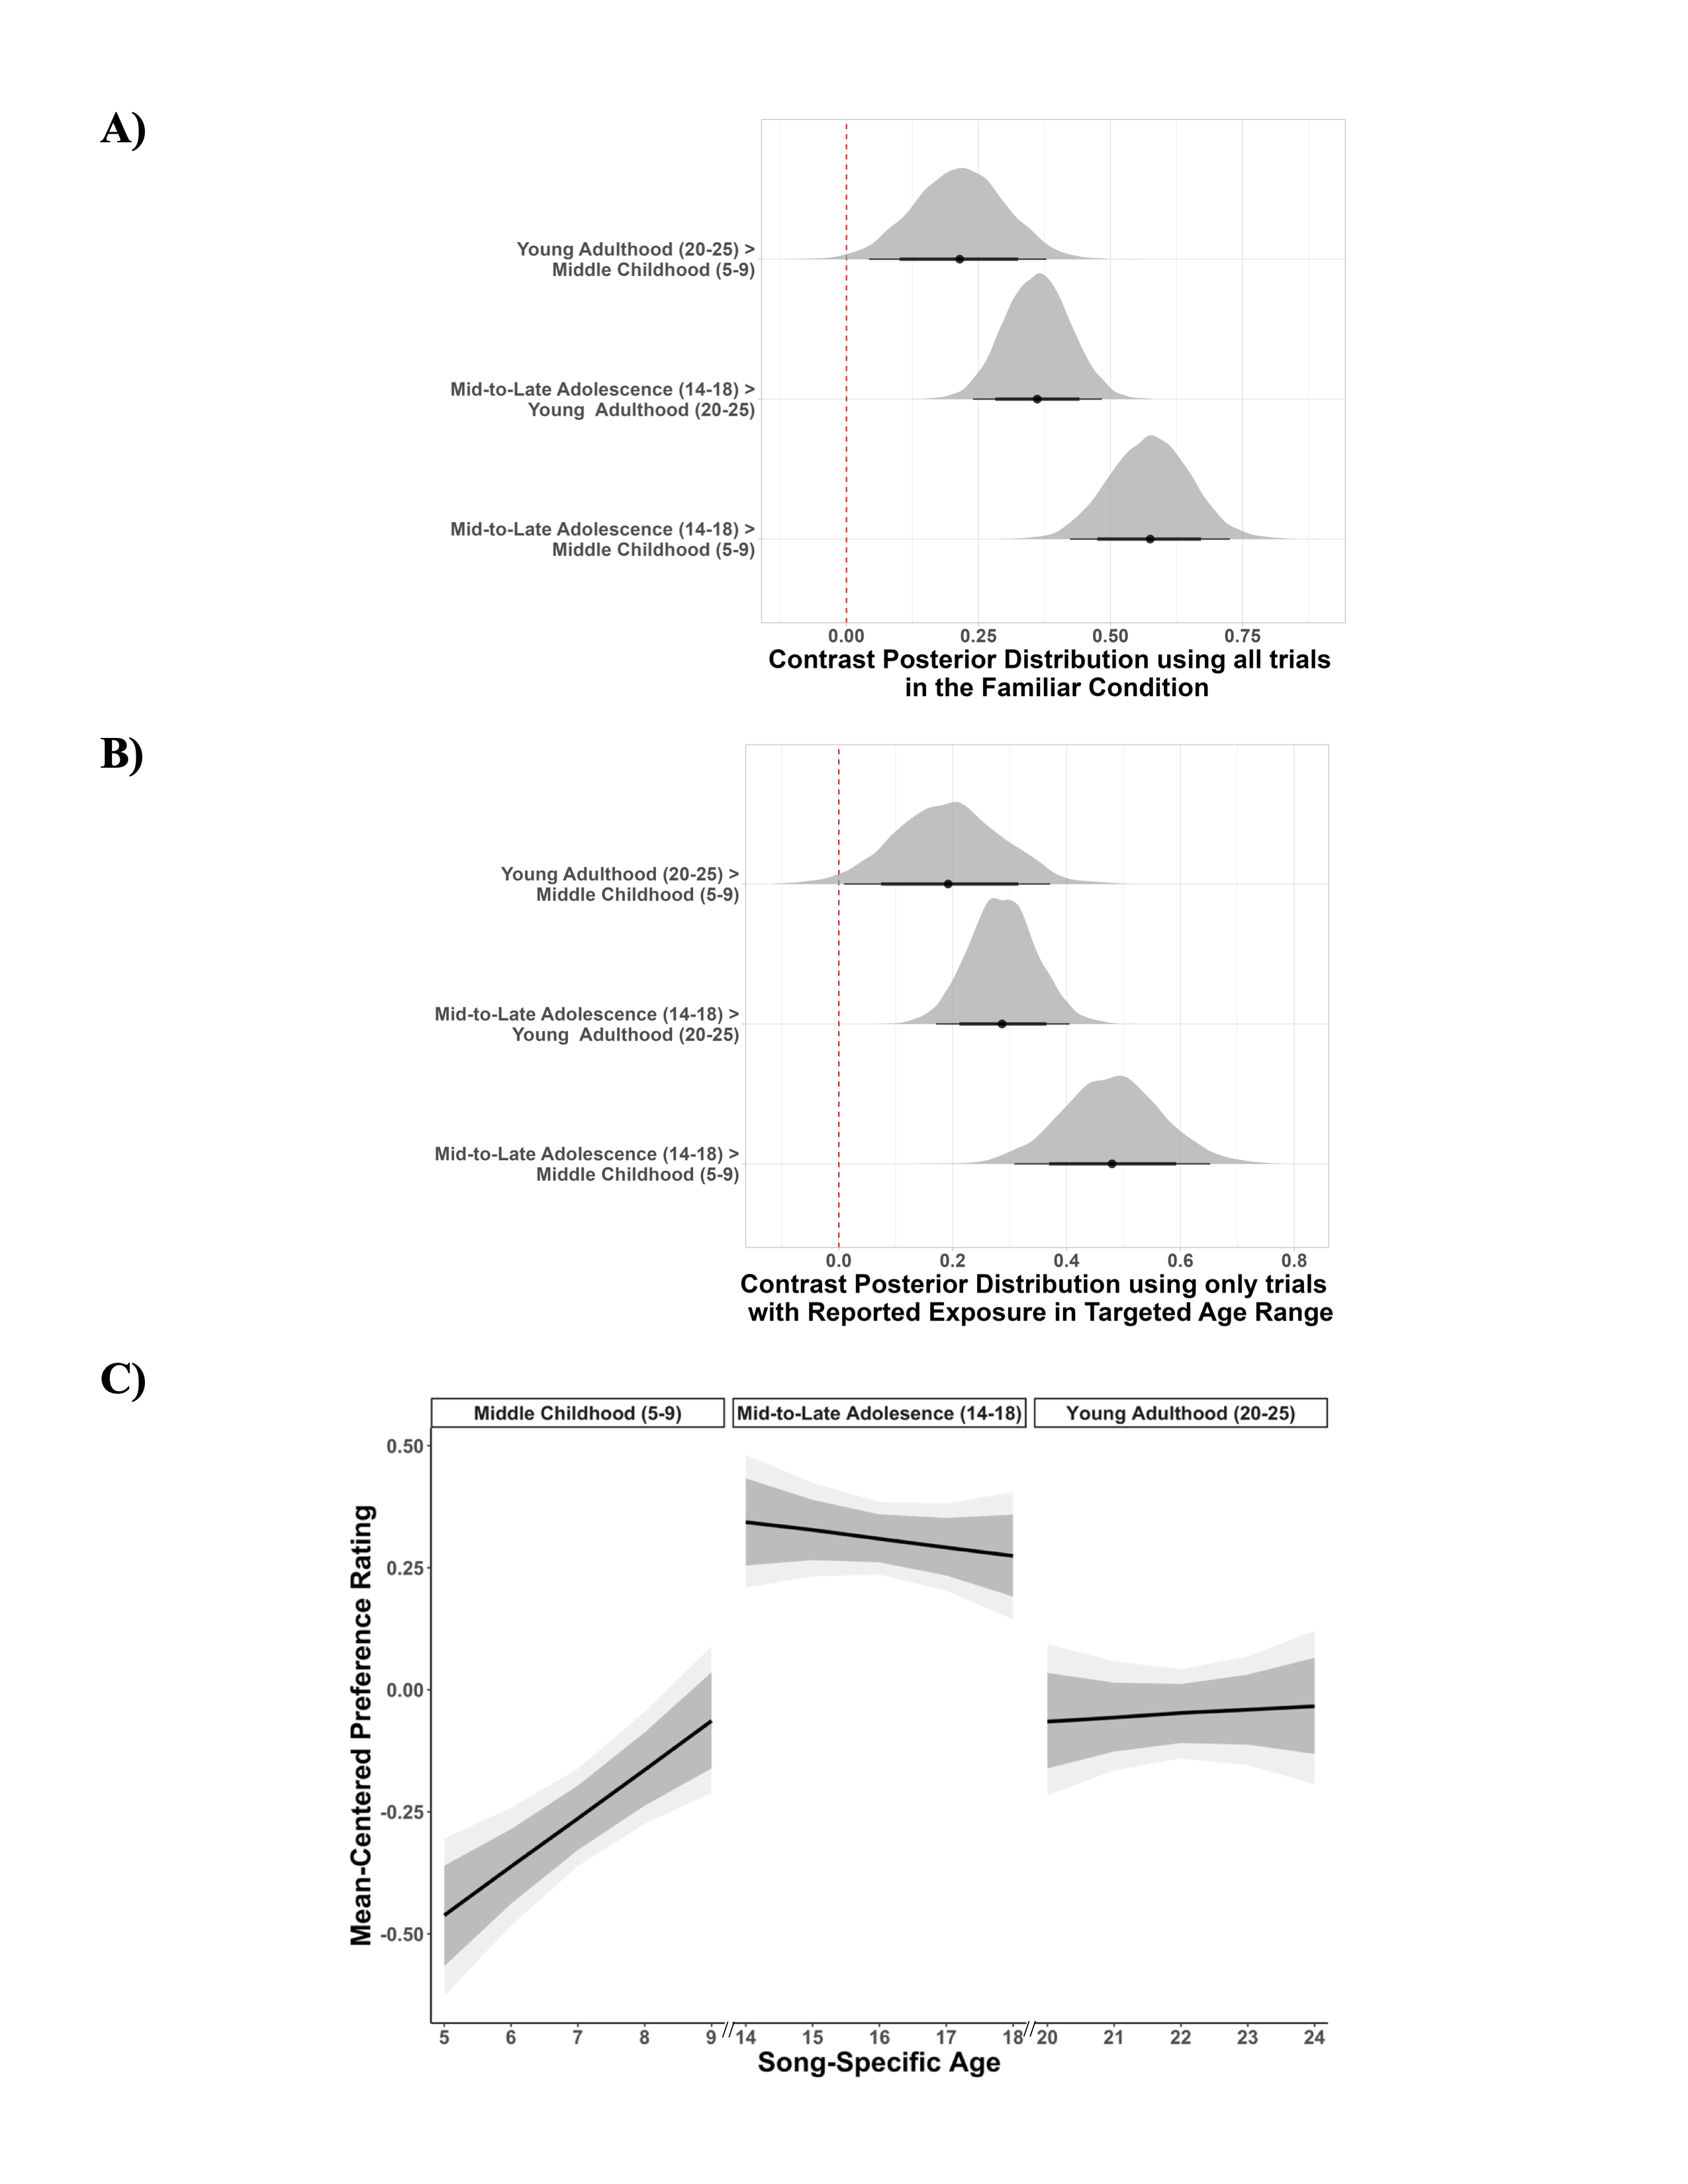 A)
Young Adulthood (20-25) >
Middle Childhood (5-9)
Mid-to-Late Adolescence (14-18) >
Young  Adulthood (20-25)
Mid-to-Late Adolescence (14-18) >
Middle Childhood (5-9)
0.00 0.25 0.50 0.75
Contrast Posterior Distribution using all trials
in the Familiar Condition
B)
Young Adulthood (20-25) >
Middle Childhood (5-9)
Mid-to-Late Adolescence (14-18) >
Young  Adulthood (20-25)
Mid-to-Late Adolescence (14-18) >
Middle Childhood (5-9)
0.0 0.2 0.4 0.6 0.8
Contrast Posterior Distribution using only trials
with Reported Exposure in Targeted Age Range
C)
Middle Childhood (5-9) Mid-to-Late Adolesence (14-18) Young Adulthood (20-25)
Mean-Centered Preference Rating
0.50
0.25
0.00
-0.25
-0.50
5 6 7 8 9 // 14 15 16 17 18 // 20 21 22 23 24
Song-Specific Age